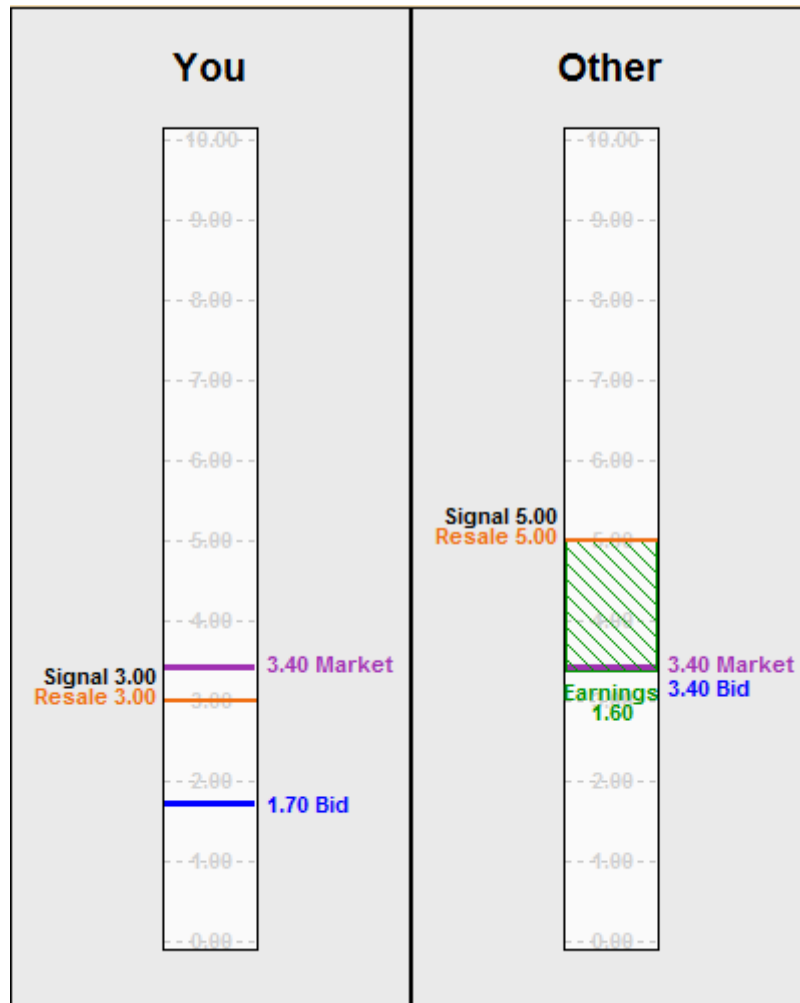 You
10.00
9.00
8.00
7.00
6.00
5.00
4.00
3.40 Market
Signal 3.00
Resale 3.00
3.00
2.00
1.70 Bid
1.00
0.00
Other
10.00
9.00
8.00
7.00
6.00
Signal 5.00
Resale 5.00
5.00
4.00
3.40 Market
3.40 Bid
Earnings
1.60
2.00
1.00
0.00